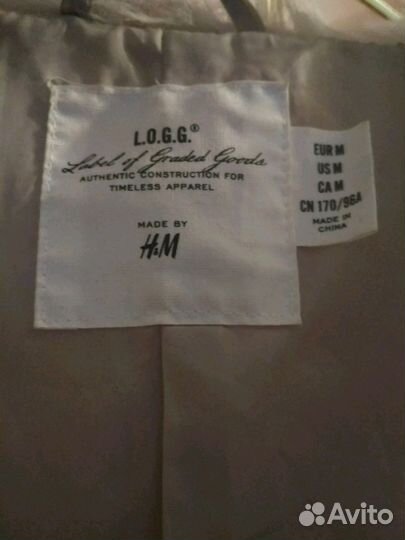 L.O.G.G.®
Label of Graded Goods
AUTHENTIC CONSTRUCTION FOR
TIMELESS APPAREL
MADE BY
H&M
EUR M
US M
CA M
CN 170/96A
MADE IN
CHINA
Avito